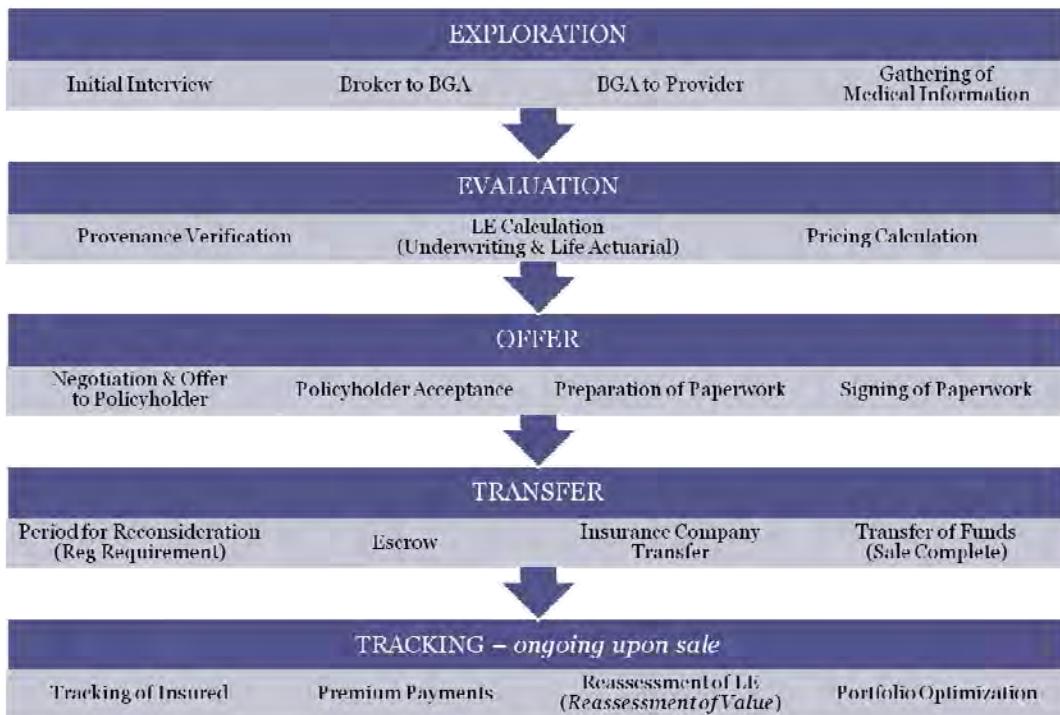 EXPLORATION
Initial Interview
Broker to BGA
BGA to Provider
Gathering of
Medical Information
EVALUATION
Provenance Verification
LE Calculation
(Underwriting & Life Actuarial)
Pricing Calculation
OFFER
Negotiation & Offer
to Policyholder
Policyholder Acceptance
Preparation of Paperwork
Signing of Paperwork
TRANSFER
Period for Reconsideration
(Reg Requirement)
Escrow
Insurance Company
Transfer
Transfer of Funds
(Sale Complete)
TRACKING – ongoing upon sale
Tracking of Insured
Premium Payments
Reassessment of LE
(Reassessment of Value)
Portfolio Optimization